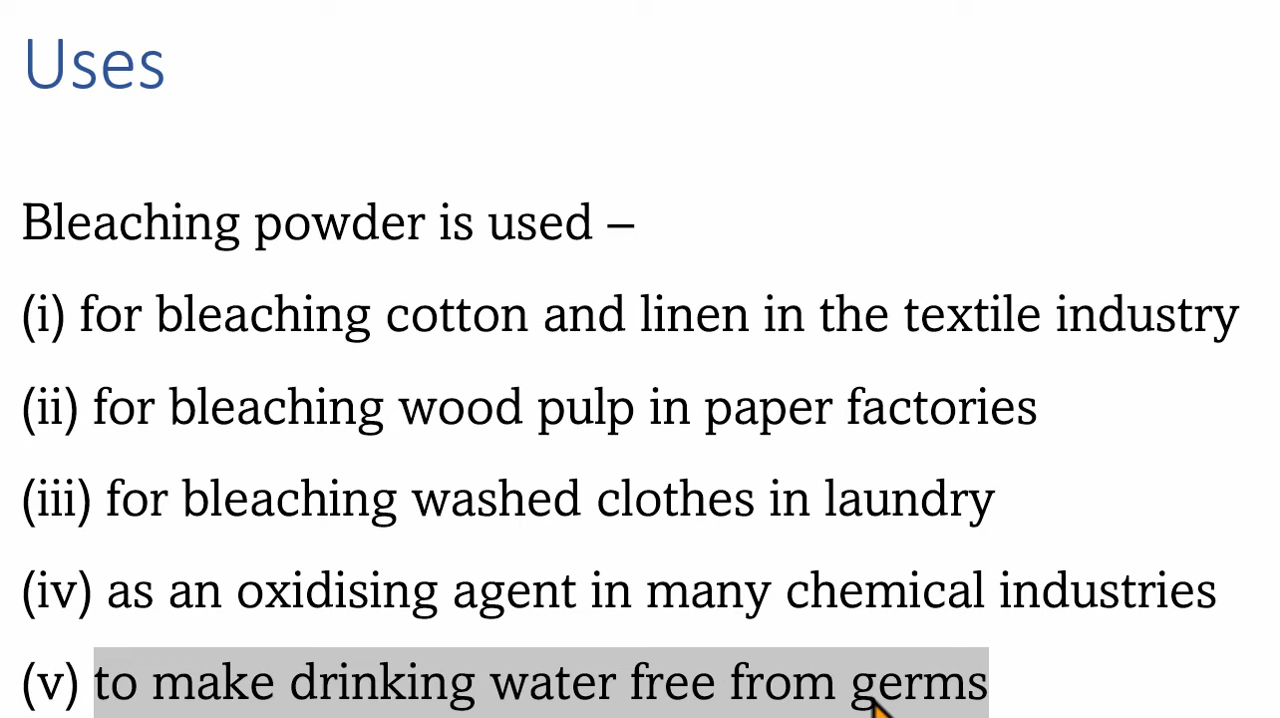 Uses
Bleaching powder is used –
(i) for bleaching cotton and linen in the textile industry
(ii) for bleaching wood pulp in paper factories
(iii) for bleaching washed clothes in laundry
(iv) as an oxidising agent in many chemical industries
(v) to make drinking water free from germs